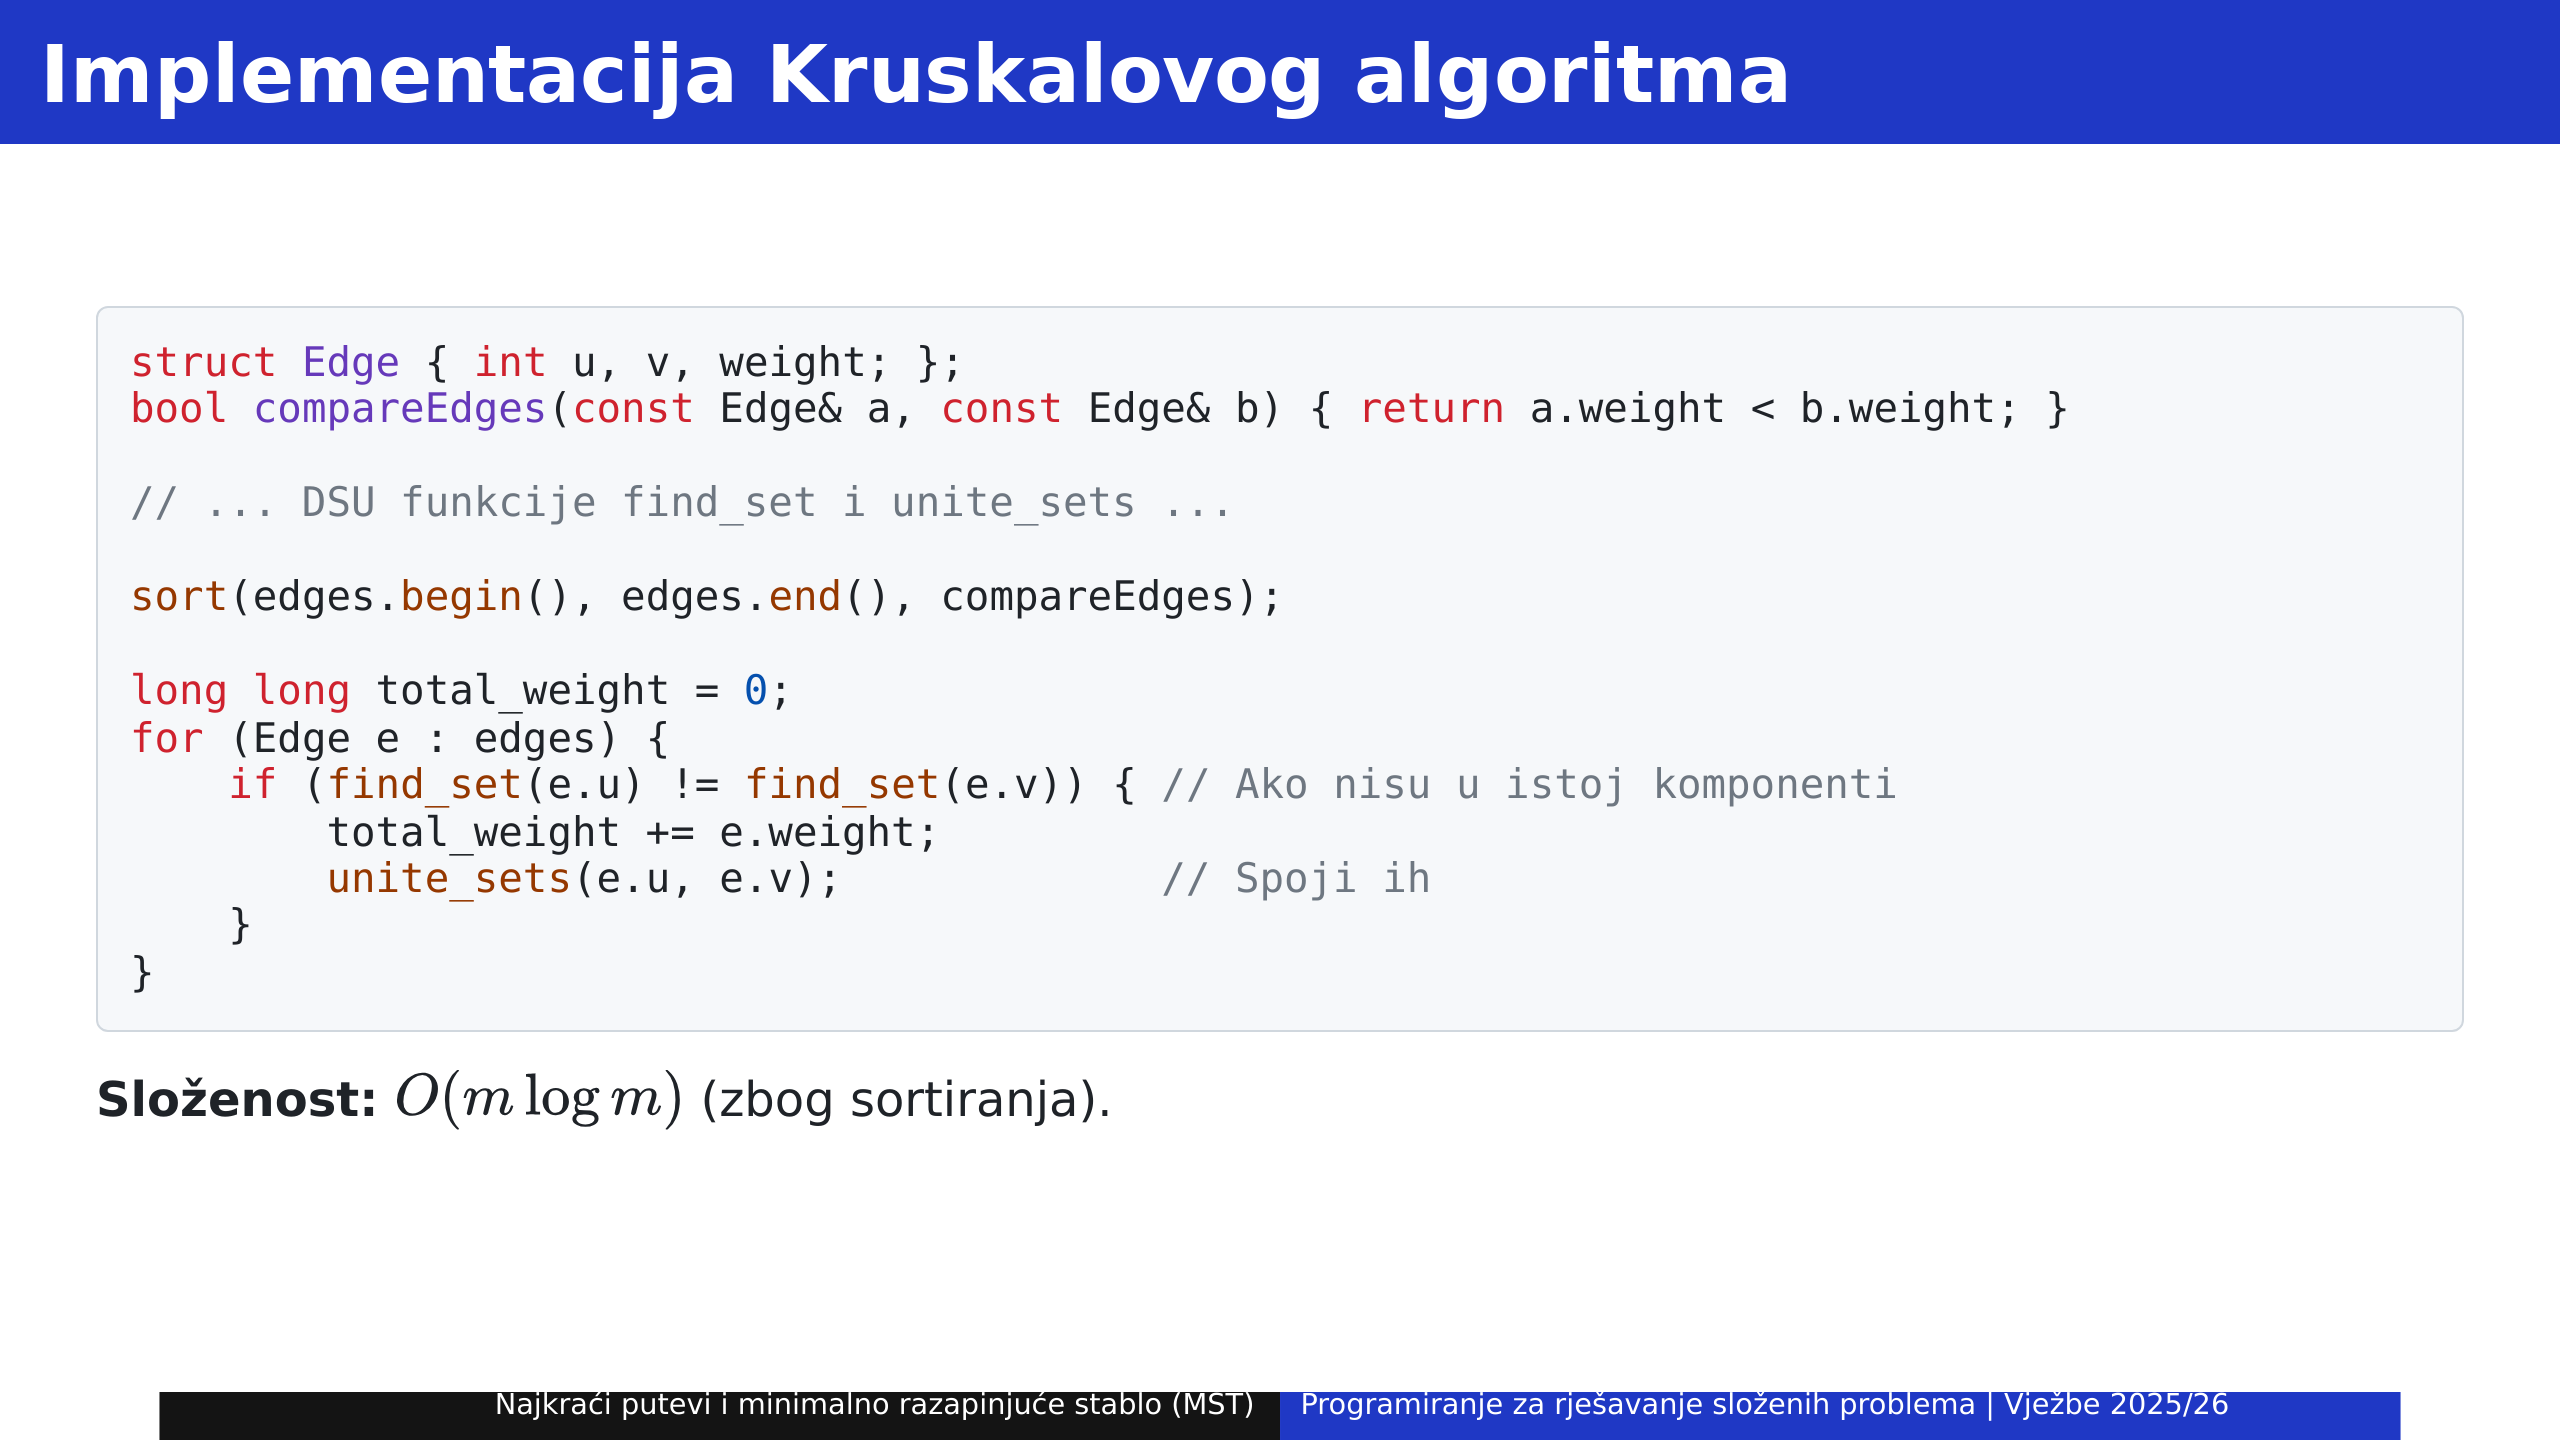 Implementacija Kruskalovog algoritma
struct Edge { int u, v, weight; };
bool compareEdges(const Edge& a, const Edge& b) { return a.weight < b.weight; }
// ... DSU funkcije find_set i unite_sets ...
sort(edges.begin(), edges.end(), compareEdges);
long long total_weight = 0;
for (Edge e : edges) {
    if (find_set(e.u) != find_set(e.v)) { // Ako nisu u istoj komponenti
        total_weight += e.weight;
        unite_sets(e.u, e.v);             // Spoji ih
    }
}
Složenost: O(m log m) (zbog sortiranja).
Najkraći putevi i minimalno razapinjuće stablo (MST)
Programiranje za rješavanje složenih problema | Vježbe 2025/26